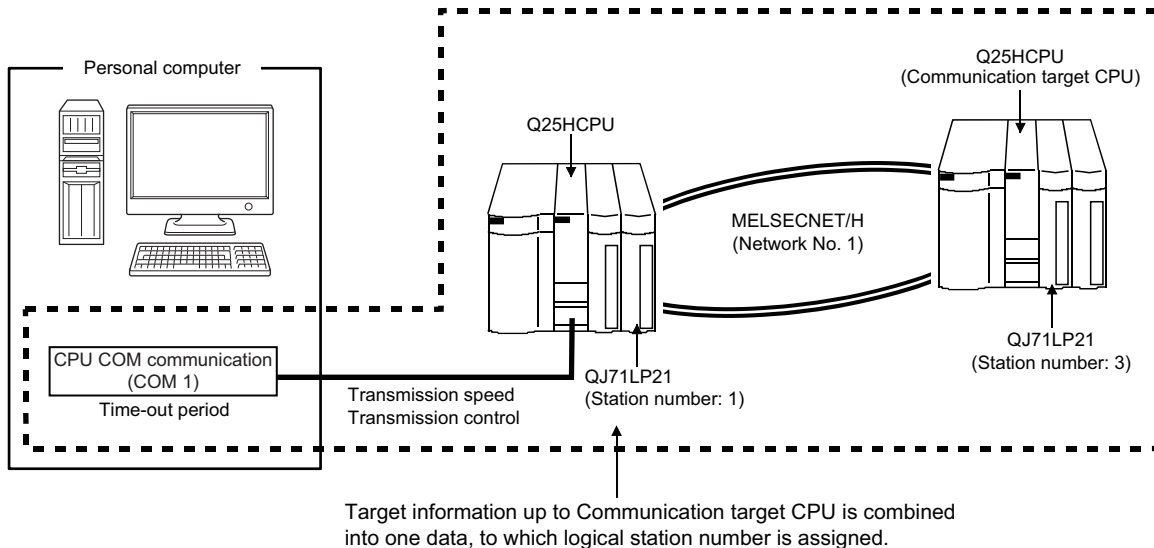 Personal computer
Q25HCPU
(Communication target CPU)
Q25HCPU
MELSECNET/H
(Network No. 1)
CPU COM communication
(COM 1)
Time-out period
Transmission speed
Transmission control
QJ71LP21
(Station number: 1)
QJ71LP21
(Station number: 3)
Target information up to Communication target CPU is combined
into one data, to which logical station number is assigned.